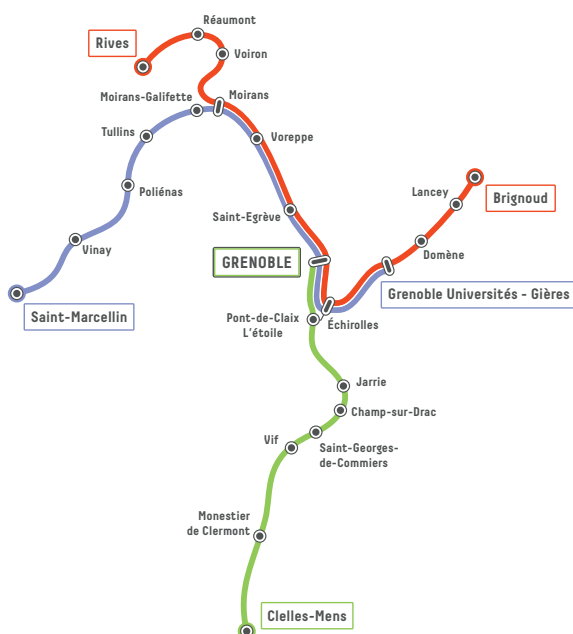 Réaumont
Rives
Voiron
Moirans-Galifette
Moirans
Tullins
Voreppe
Poliénas
Lancey
Brignoud
Saint-Egrève
Vinay
Domène
GRENOBLE
Grenoble Universités - Gières
Saint-Marcellin
Pont-de-Claix
L'étoile
Échirolles
Jarrie
Champ-sur-Drac
Vif
Saint-Georges-
de-Commiers
Monestier
de Clermont
Clelles-Mens